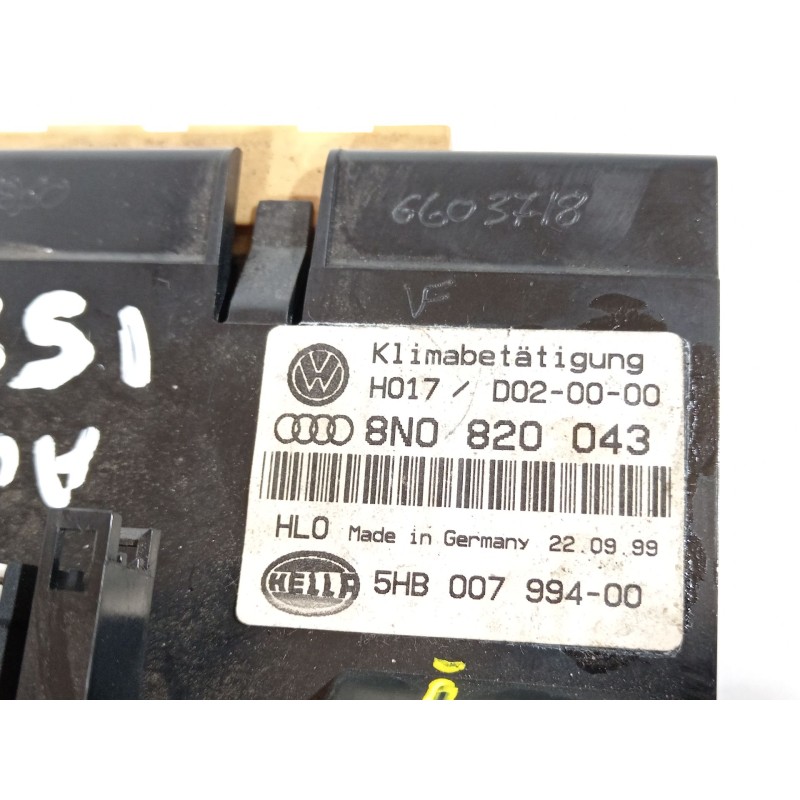 6603718
VF
Klimabetätigung
H017 / D02-00-00
8N0 820 043
HLO Made in Germany 22.09.99
HELLA 5HB 007 994-00